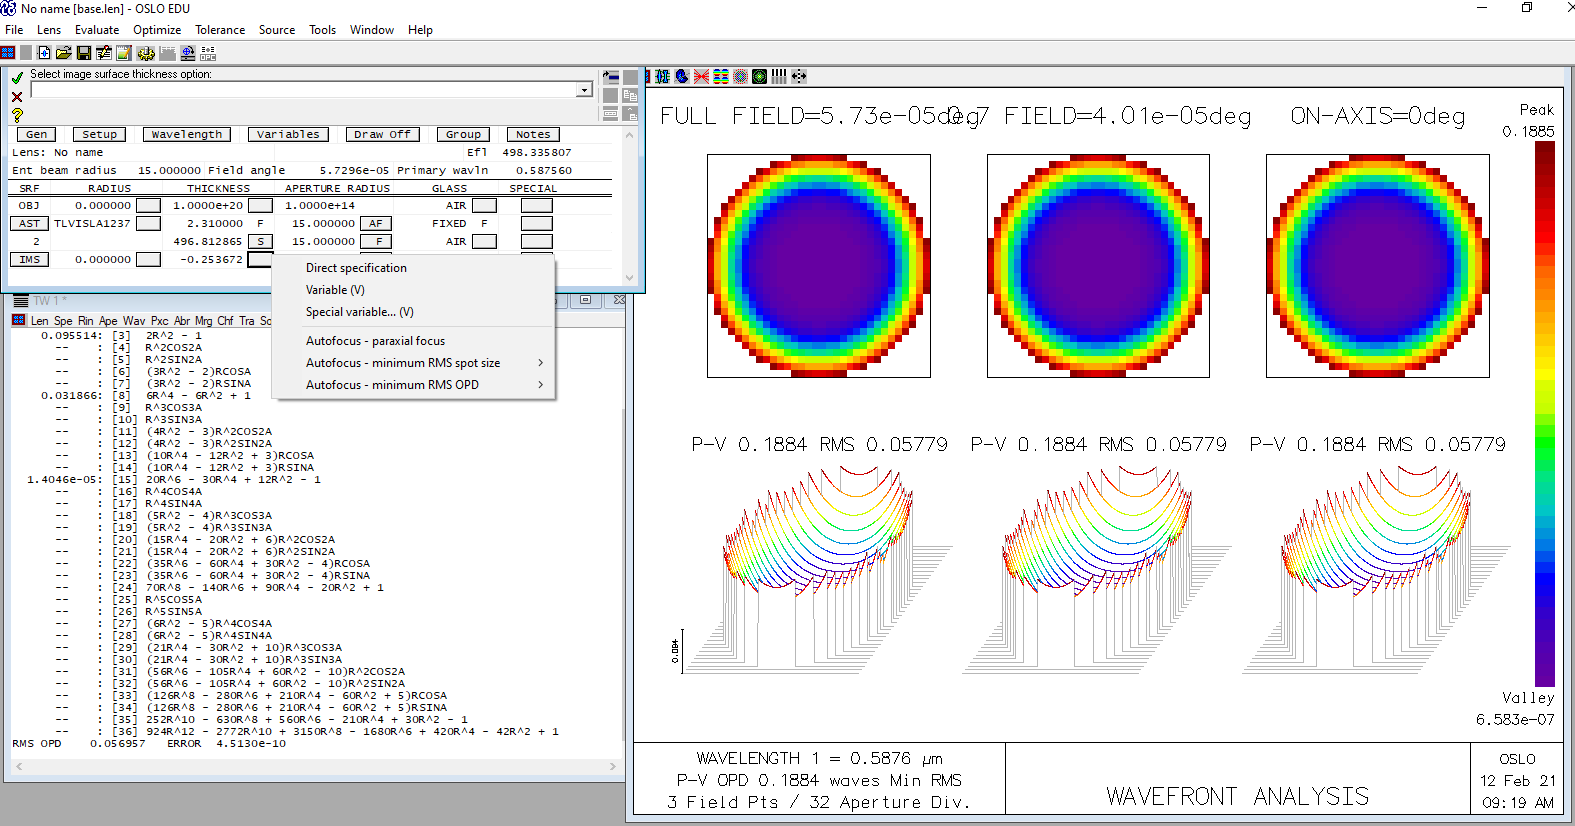 No name [base.len] - OSLO EDU
File Lens Evaluate Optimize Tolerance Source Tools Window Help
Select image surface thickness option:
Gen Setup Wavelength Variables Draw Off Group Notes
Lens: No name Efl 498.335807
Ent beam radius 15.000000 Field angle 5.7296e-05 Primary wavln 0.587560
SRF RADIUS THICKNESS APERTURE RADIUS GLASS SPECIAL
OBJ 0.000000 1.0000e+20 1.0000e+14 AIR
AST TLVISLA1237 2.310000 F 15.000000 AF FIXED F
2 496.812865 S 15.000000 F AIR
IMS 0.000000 -0.253672
Direct specification
Variable (V)
Special variable... (V)
Autofocus - paraxial focus
Autofocus - minimum RMS spot size >
Autofocus - minimum RMS OPD >
TW 1 *
Len Spe Rin Ape Wav Pxc Abr Mrg Chf Tra
0.095514: [3] 2R^2 - 1
-- : [4] R^2COS2A
-- : [5] R^2SIN2A
-- : [6] (3R^2 - 2)RCOSA
-- : [7] (3R^2 - 2)RSINA
0.031866: [8] 6R^4 - 6R^2 + 1
-- : [9] R^3COS3A
-- : [10] R^3SIN3A
-- : [11] (4R^2 - 3)R^2COS2A
-- : [12] (4R^2 - 3)R^2SIN2A
-- : [13] (10R^4 - 12R^2 + 3)RCOSA
-- : [14] (10R^4 - 12R^2 + 3)RSINA
1.4046e-05: [15] 20R^6 - 30R^4 + 12R^2 - 1
-- : [16] R^4COS4A
-- : [17] R^4SIN4A
-- : [18] (5R^2 - 4)R^3COS3A
-- : [19] (5R^2 - 4)R^3SIN3A
-- : [20] (15R^4 - 20R^2 + 6)R^2COS2A
-- : [21] (15R^4 - 20R^2 + 6)R^2SIN2A
-- : [22] (35R^6 - 60R^4 + 30R^2 - 4)RCOSA
-- : [23] (35R^6 - 60R^4 + 30R^2 - 4)RSINA
-- : [24] 70R^8 - 140R^6 + 90R^4 - 20R^2 + 1
-- : [25] R^5COS5A
-- : [26] R^5SIN5A
-- : [27] (6R^2 - 5)R^4COS4A
-- : [28] (6R^2 - 5)R^4SIN4A
-- : [29] (21R^4 - 30R^2 + 10)R^3COS3A
-- : [30] (21R^4 - 30R^2 + 10)R^3SIN3A
-- : [31] (56R^6 - 105R^4 + 60R^2 - 10)R^2COS2A
-- : [32] (56R^6 - 105R^4 + 60R^2 - 10)R^2SIN2A
-- : [33] (126R^8 - 280R^6 + 210R^4 - 60R^2 + 5)RCOSA
-- : [34] (126R^8 - 280R^6 + 210R^4 - 60R^2 + 5)RSINA
-- : [35] 252R^10 - 630R^8 + 560R^6 - 210R^4 + 30R^2 - 1
-- : [36] 924R^12 - 2772R^10 + 3150R^8 - 1680R^6 + 420R^4 - 42R^2 + 1
RMS OPD 0.056957 ERROR 4.5130e-10
FULL FIELD=5.73e-05deg 0.7 FIELD=4.01e-05deg ON-AXIS=0deg
Peak
0.1885
P-V 0.1884 RMS 0.05779 P-V 0.1884 RMS 0.05779 P-V 0.1884 RMS 0.05779
0.094
Valley
6.583e-07
WAVELENGTH 1 = 0.5876 µm
P-V OPD 0.1884 waves Min RMS
3 Field Pts / 32 Aperture Div.
WAVEFRONT ANALYSIS
OSLO
12 Feb 21
09:19 AM